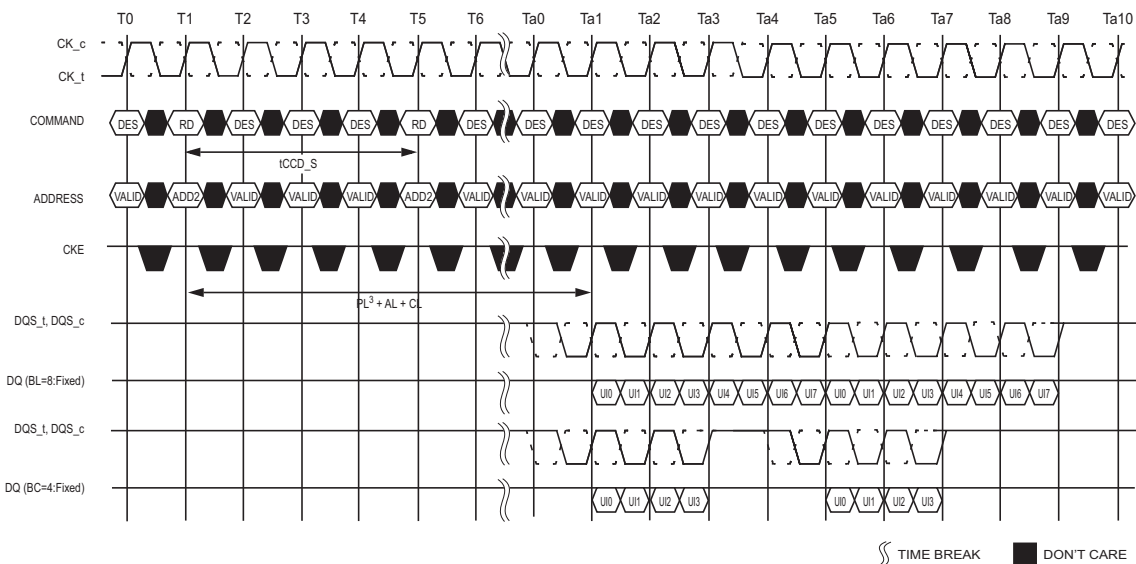 T0 T1 T2 T3 T4 T5 T6 Ta0 Ta1 Ta2 Ta3 Ta4 Ta5 Ta6 Ta7 Ta8 Ta9 Ta10
CK_c
CK_t
COMMAND DES RD DES DES DES RD DES DES DES DES DES DES DES DES DES DES DES DES
tCCD_S
ADDRESS VALID ADD2 VALID VALID VALID ADD2 VALID VALID VALID VALID VALID VALID VALID VALID VALID VALID VALID VALID
CKE
PL³ + AL + CL
DQS_t, DQS_c
DQ (BL=8:Fixed) UI0 UI1 UI2 UI3 UI4 UI5 UI6 UI7 UI0 UI1 UI2 UI3 UI4 UI5 UI6 UI7
DQS_t, DQS_c
DQ (BC=4:Fixed) UI0 UI1 UI2 UI3 UI0 UI1 UI2 UI3
TIME BREAK DON'T CARE